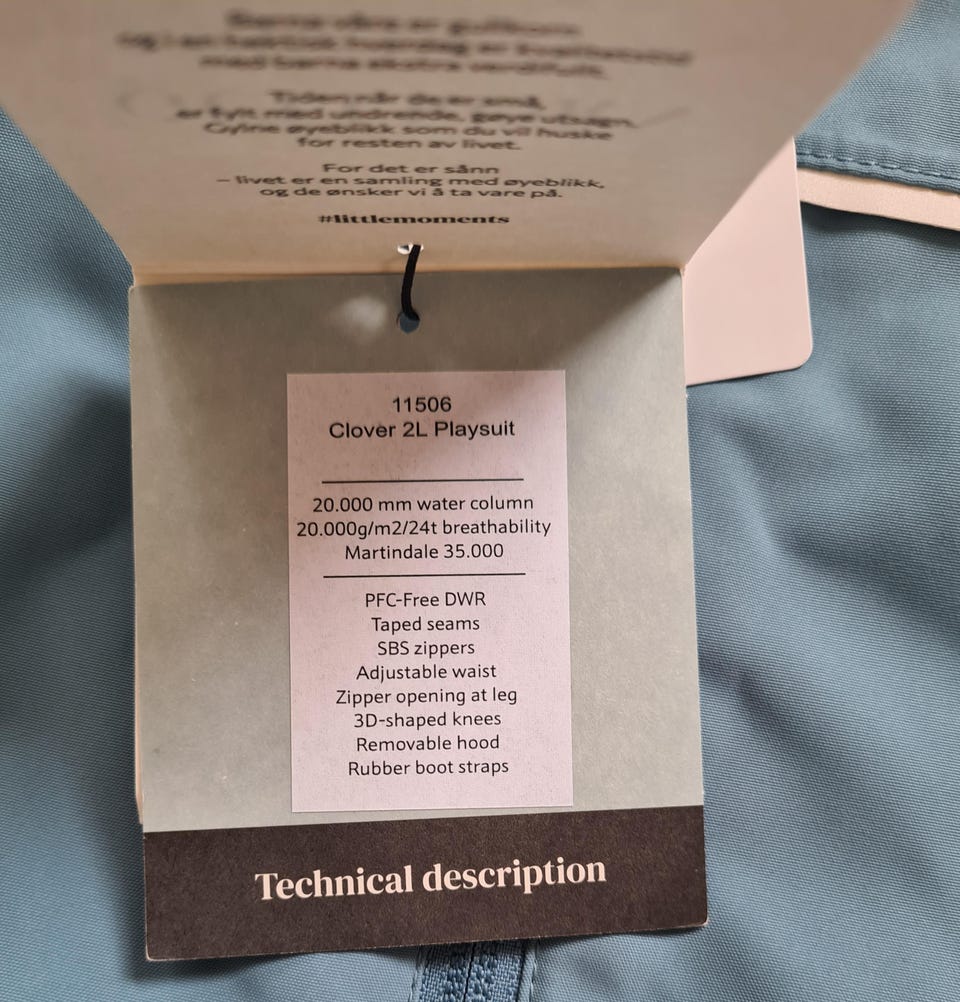 Barna våre er gullkorn
og i en hektisk hverdag er kvalitetstid
med barna ekstra verdifullt.
Tiden når de er små,
er fylt med undrende, gøye utsagn.
Gylne øyeblikk som du vil huske
for resten av livet.
For det er sånn
– livet er en samling med øyeblikk,
og de ønsker vi å ta vare på.
#littlemoments
11506
Clover 2L Playsuit
20.000 mm water column
20.000g/m2/24t breathability
Martindale 35.000
PFC-Free DWR
Taped seams
SBS zippers
Adjustable waist
Zipper opening at leg
3D-shaped knees
Removable hood
Rubber boot straps
Technical description